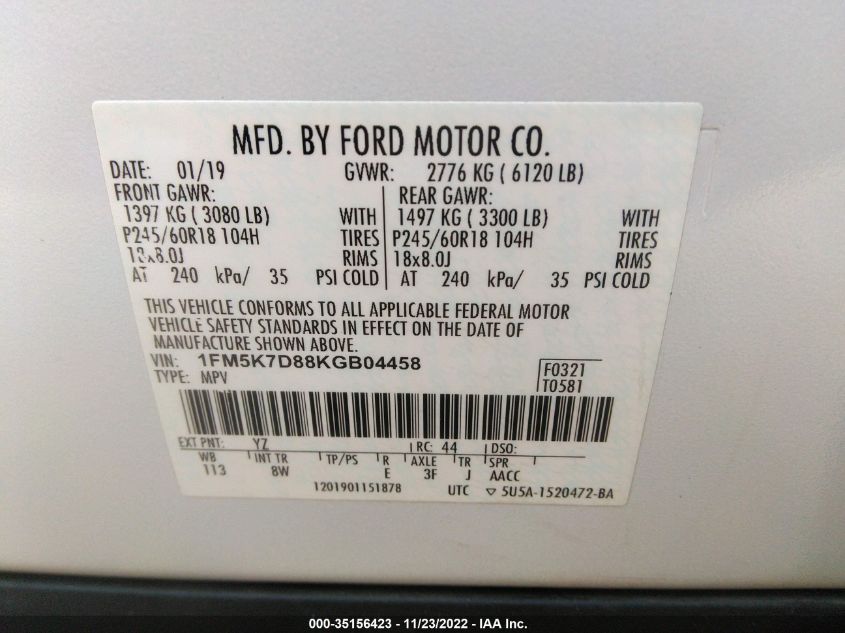 MFD. BY FORD MOTOR CO.
DATE: 01/19 GVWR: 2776 KG ( 6120 LB)
FRONT GAWR: REAR GAWR:
1397 KG ( 3080 LB) WITH 1497 KG ( 3300 LB) WITH
P245/60R18 104H TIRES P245/60R18 104H TIRES
18x8.0J RIMS 18x8.0J RIMS
AT 240 kPa/ 35 PSI COLD AT 240 kPa/ 35 PSI COLD
THIS VEHICLE CONFORMS TO ALL APPLICABLE FEDERAL MOTOR
VEHICLE SAFETY STANDARDS IN EFFECT ON THE DATE OF
MANUFACTURE SHOWN ABOVE.
VIN: 1FM5K7D88KGB04458 F0321
TYPE: MPV T0581
EXT PNT: YZ RC: 44 DSO:
WB INT TR TP/PS R AXLE TR SPR
113 8W E 3F J AACC
1201901151878 UTC ▽ 5U5A-1520472-BA
000-35156423 - 11/23/2022 - IAA Inc.